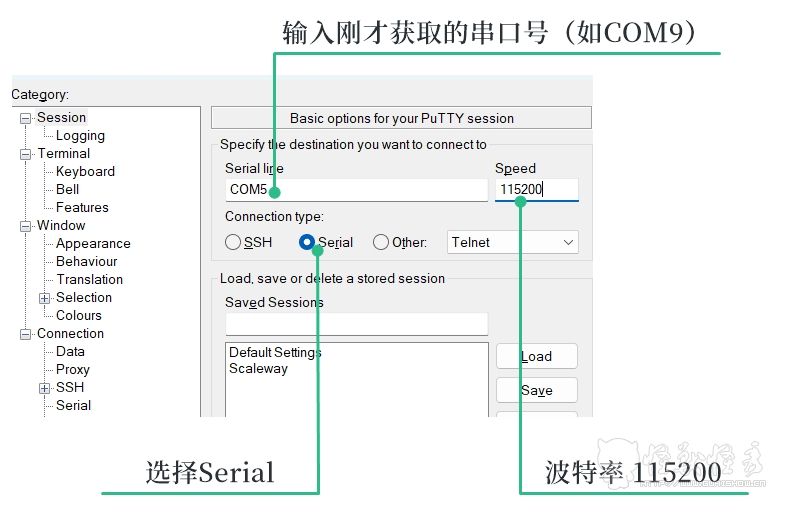 输入刚才获取的串口号（如COM9）
Category:
Session
Logging
Terminal
Keyboard
Bell
Features
Window
Appearance
Behaviour
Translation
Selection
Colours
Connection
Data
Proxy
SSH
Serial
Basic options for your PuTTY session
Specify the destination you want to connect to
Serial line
Speed
COM5
115200
Connection type:
SSH
Serial
Other:
Telnet
Load, save or delete a stored session
Saved Sessions
Default Settings
Scaleway
Load
Save
选择Serial
波特率 115200